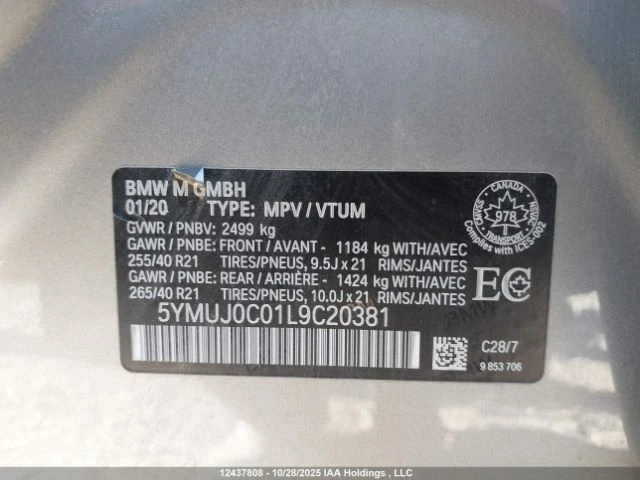 BMW M GMBH
01/20 TYPE: MPV / VTUM
GVWR / PNBV: 2499 kg
GAWR / PNBE: FRONT / AVANT - 1184 kg WITH/AVEC
255/40 R21 TIRES/PNEUS, 9.5J x 21 RIMS/JANTES
GAWR / PNBE: REAR / ARRIÈRE - 1424 kg WITH/AVEC
265/40 R21 TIRES/PNEUS, 10.0J x 21 RIMS/JANTES
5YMUJ0C01L9C20381
CANADA
978
TRANSPORT
Complies with ICES-002
EC
C28/7
9 853 706
12437808 - 10/28/2025 IAA Holdings , LLC